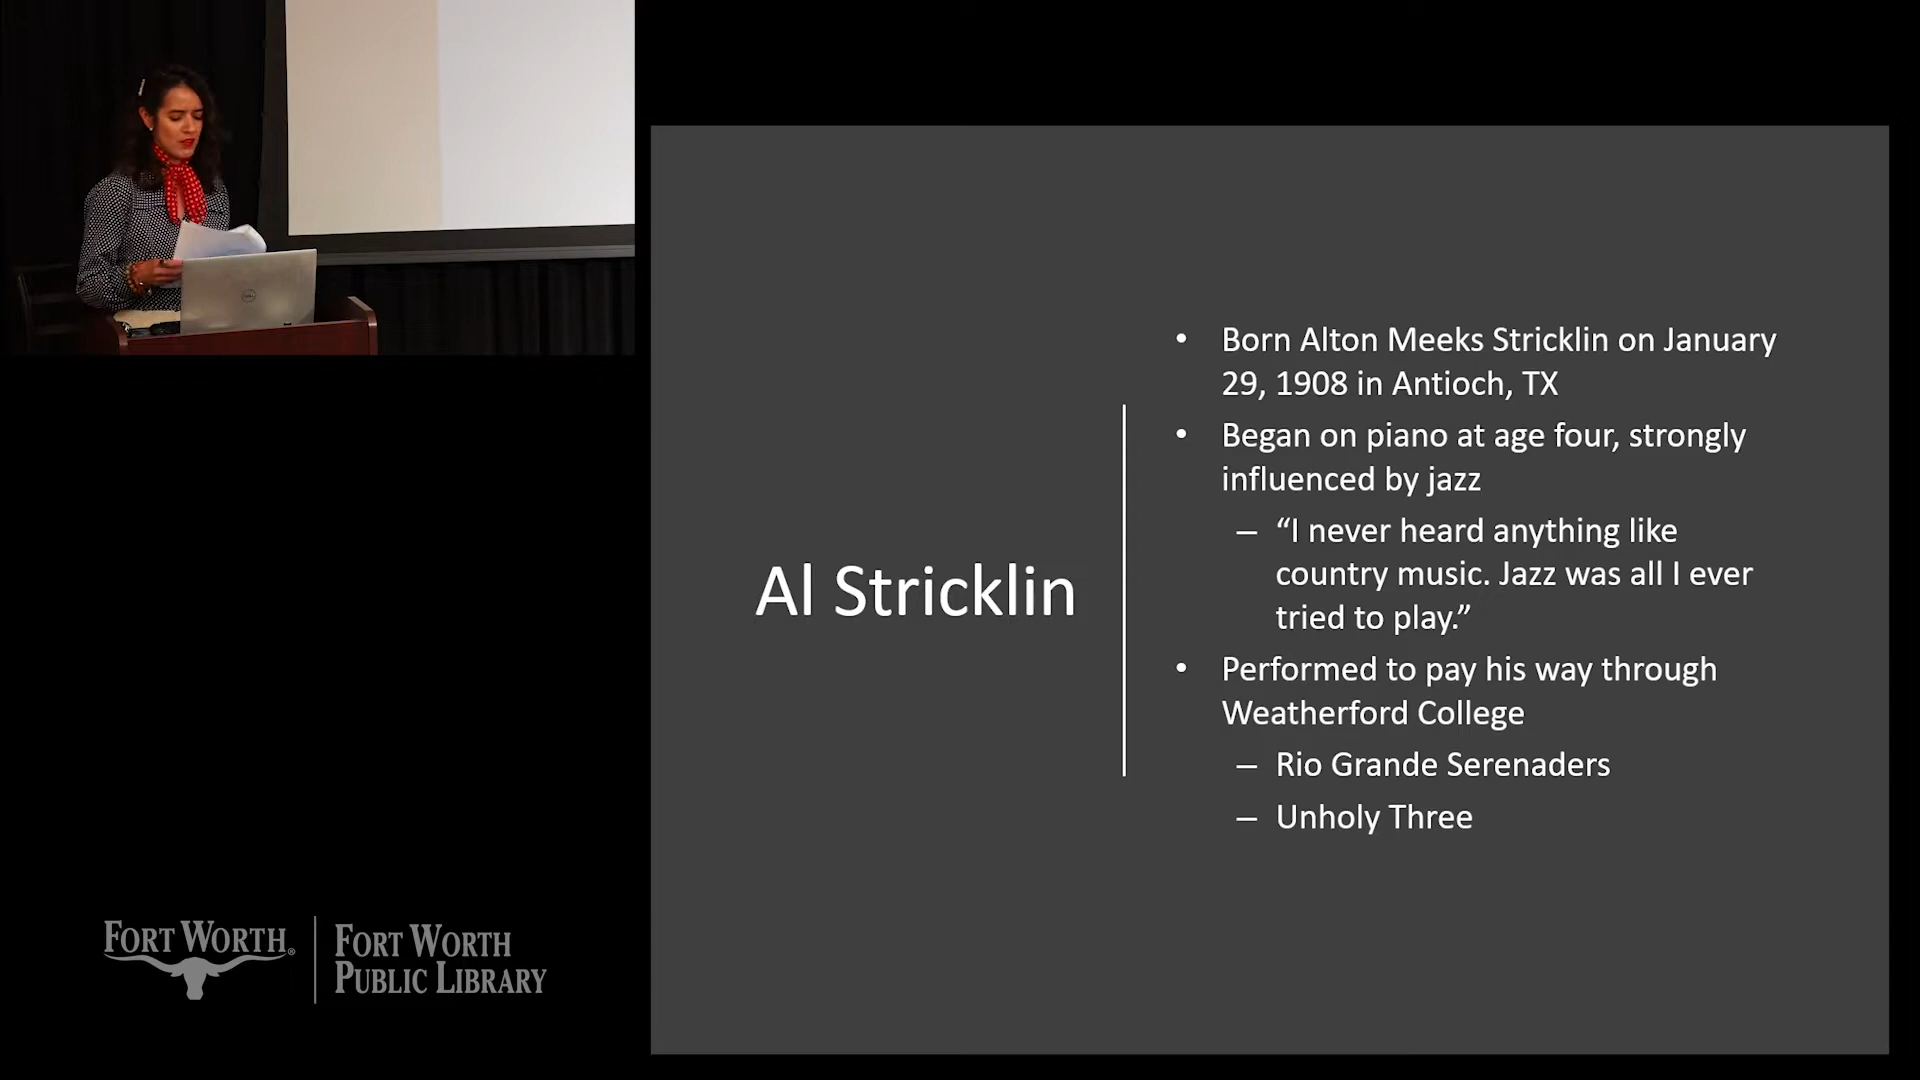 Al Stricklin
• Born Alton Meeks Stricklin on January
29, 1908 in Antioch, TX
• Began on piano at age four, strongly
influenced by jazz
– “I never heard anything like
country music. Jazz was all I ever
tried to play.”
• Performed to pay his way through
Weatherford College
– Rio Grande Serenaders
– Unholy Three
FORT WORTH®
FORT WORTH
PUBLIC LIBRARY